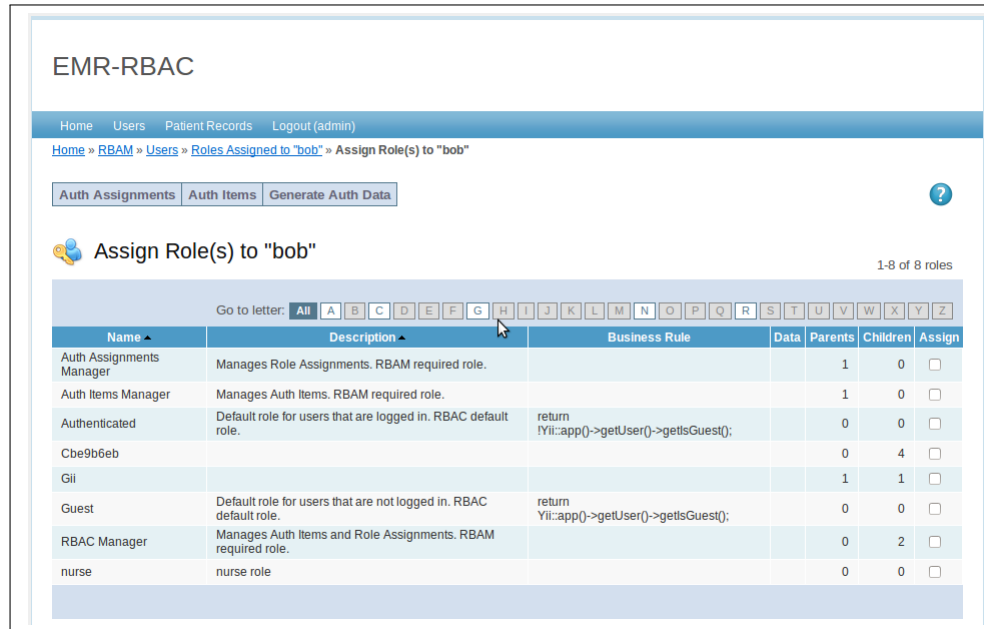 EMR-RBAC
Home Users Patient Records Logout (admin)
Home » RBAM » Users » Roles Assigned to "bob" » Assign Role(s) to "bob"
Auth Assignments Auth Items Generate Auth Data ?
Assign Role(s) to "bob"
1-8 of 8 roles
Go to letter: All A B C D E F G H I J K L M N O P Q R S T U V W X Y Z
Name Description Business Rule Data Parents Children Assign
Auth Assignments
Manager
Manages Role Assignments. RBAM required role. 1 0
Auth Items Manager Manages Auth Items. RBAM required role. 1 0
Authenticated
Default role for users that are logged in. RBAC default
role.
return
!Yii::app()->getUser()->getIsGuest();
0 0
Cbe9b6eb 0 4
Gii 1 1
Guest
Default role for users that are not logged in. RBAC
default role.
return
Yii::app()->getUser()->getIsGuest();
0 0
RBAC Manager
Manages Auth Items and Role Assignments. RBAM
required role.
0 2
nurse nurse role 0 0